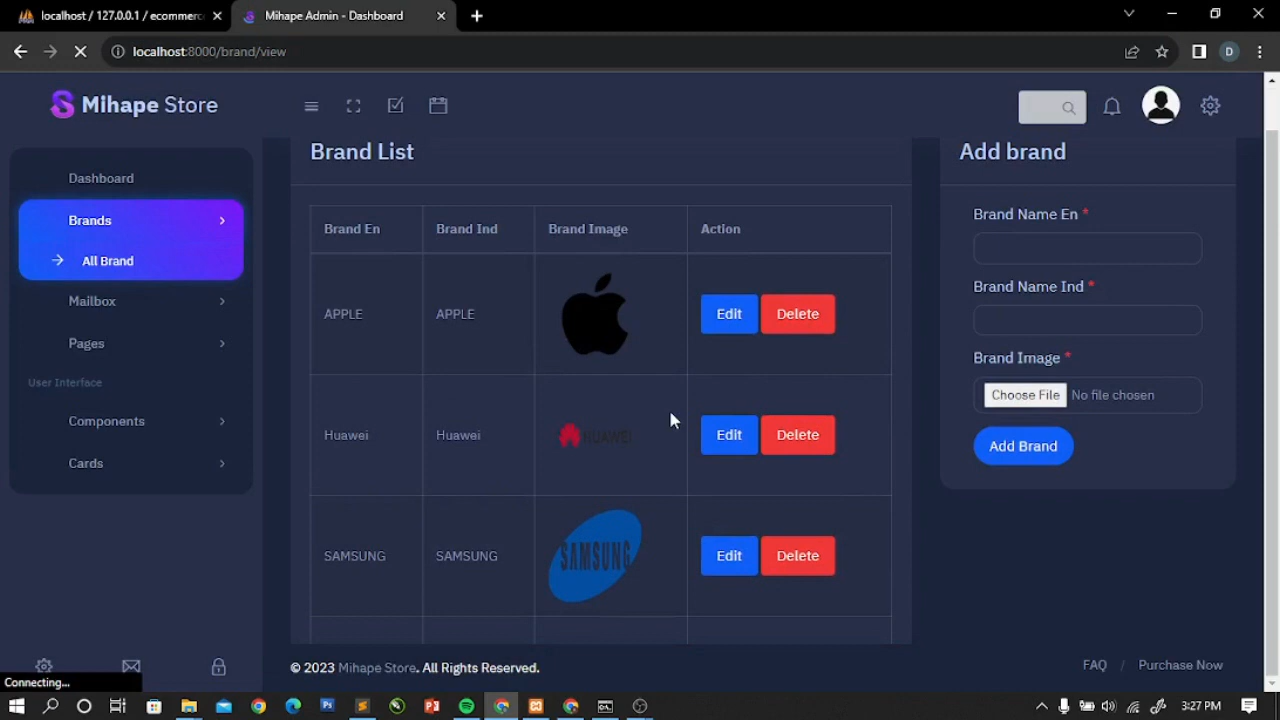 localhost / 127.0.0.1 / ecommerc
Mihape Admin - Dashboard
localhost:8000/brand/view
D
Mihape Store
Dashboard
Brands
All Brand
Mailbox
Pages
User Interface
Components
Cards
Brand List
Brand En Brand Ind Brand Image Action
APPLE APPLE Edit Delete
Huawei Huawei HUAWEI Edit Delete
SAMSUNG SAMSUNG SAMSUNG Edit Delete
Add brand
Brand Name En *
Brand Name Ind *
Brand Image *
Choose File No file chosen
Add Brand
© 2023 Mihape Store. All Rights Reserved.
FAQ / Purchase Now
Connecting...
3:27 PM